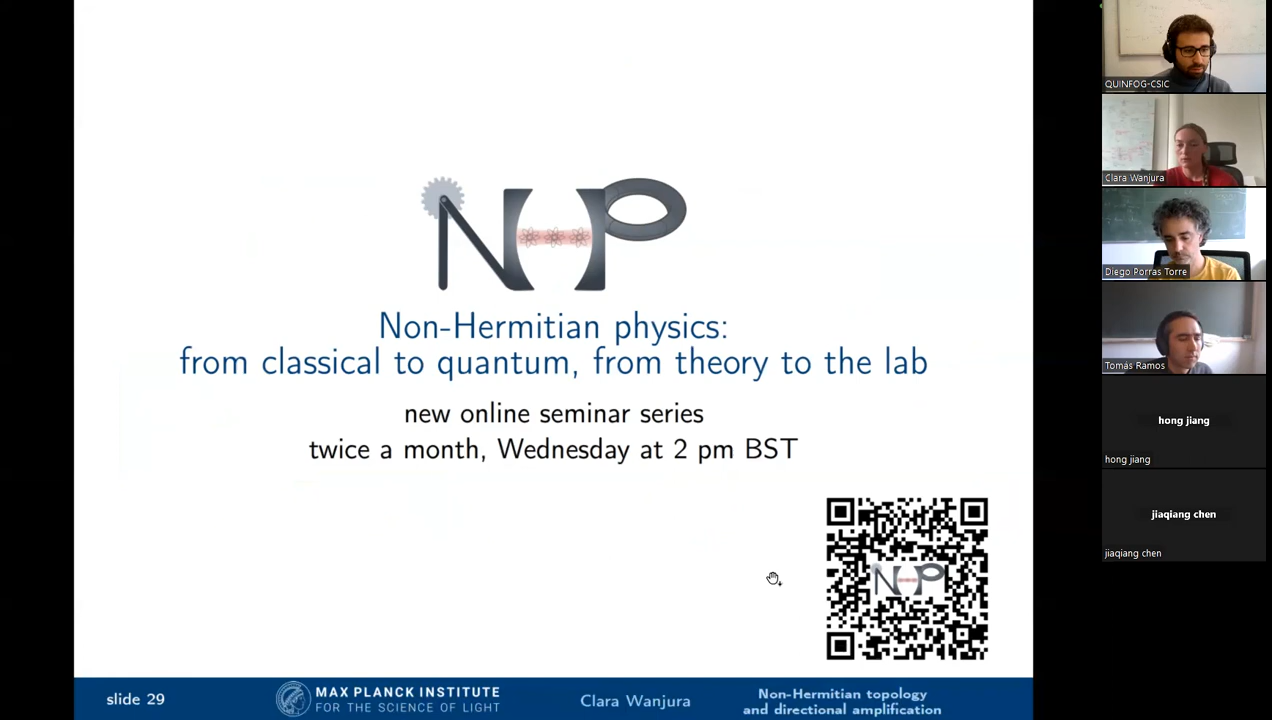 NHP
Non-Hermitian physics:
from classical to quantum, from theory to the lab
new online seminar series
twice a month, Wednesday at 2 pm BST
NHP
slide 29
MAX PLANCK INSTITUTE
FOR THE SCIENCE OF LIGHT
Clara Wanjura
Non-Hermitian topology
and directional amplification
QUINFOG-CSIC
Clara Wanjura
Diego Porras Torre
Tomás Ramos
hong jiang
hong jiang
jiaqiang chen
jiaqiang chen